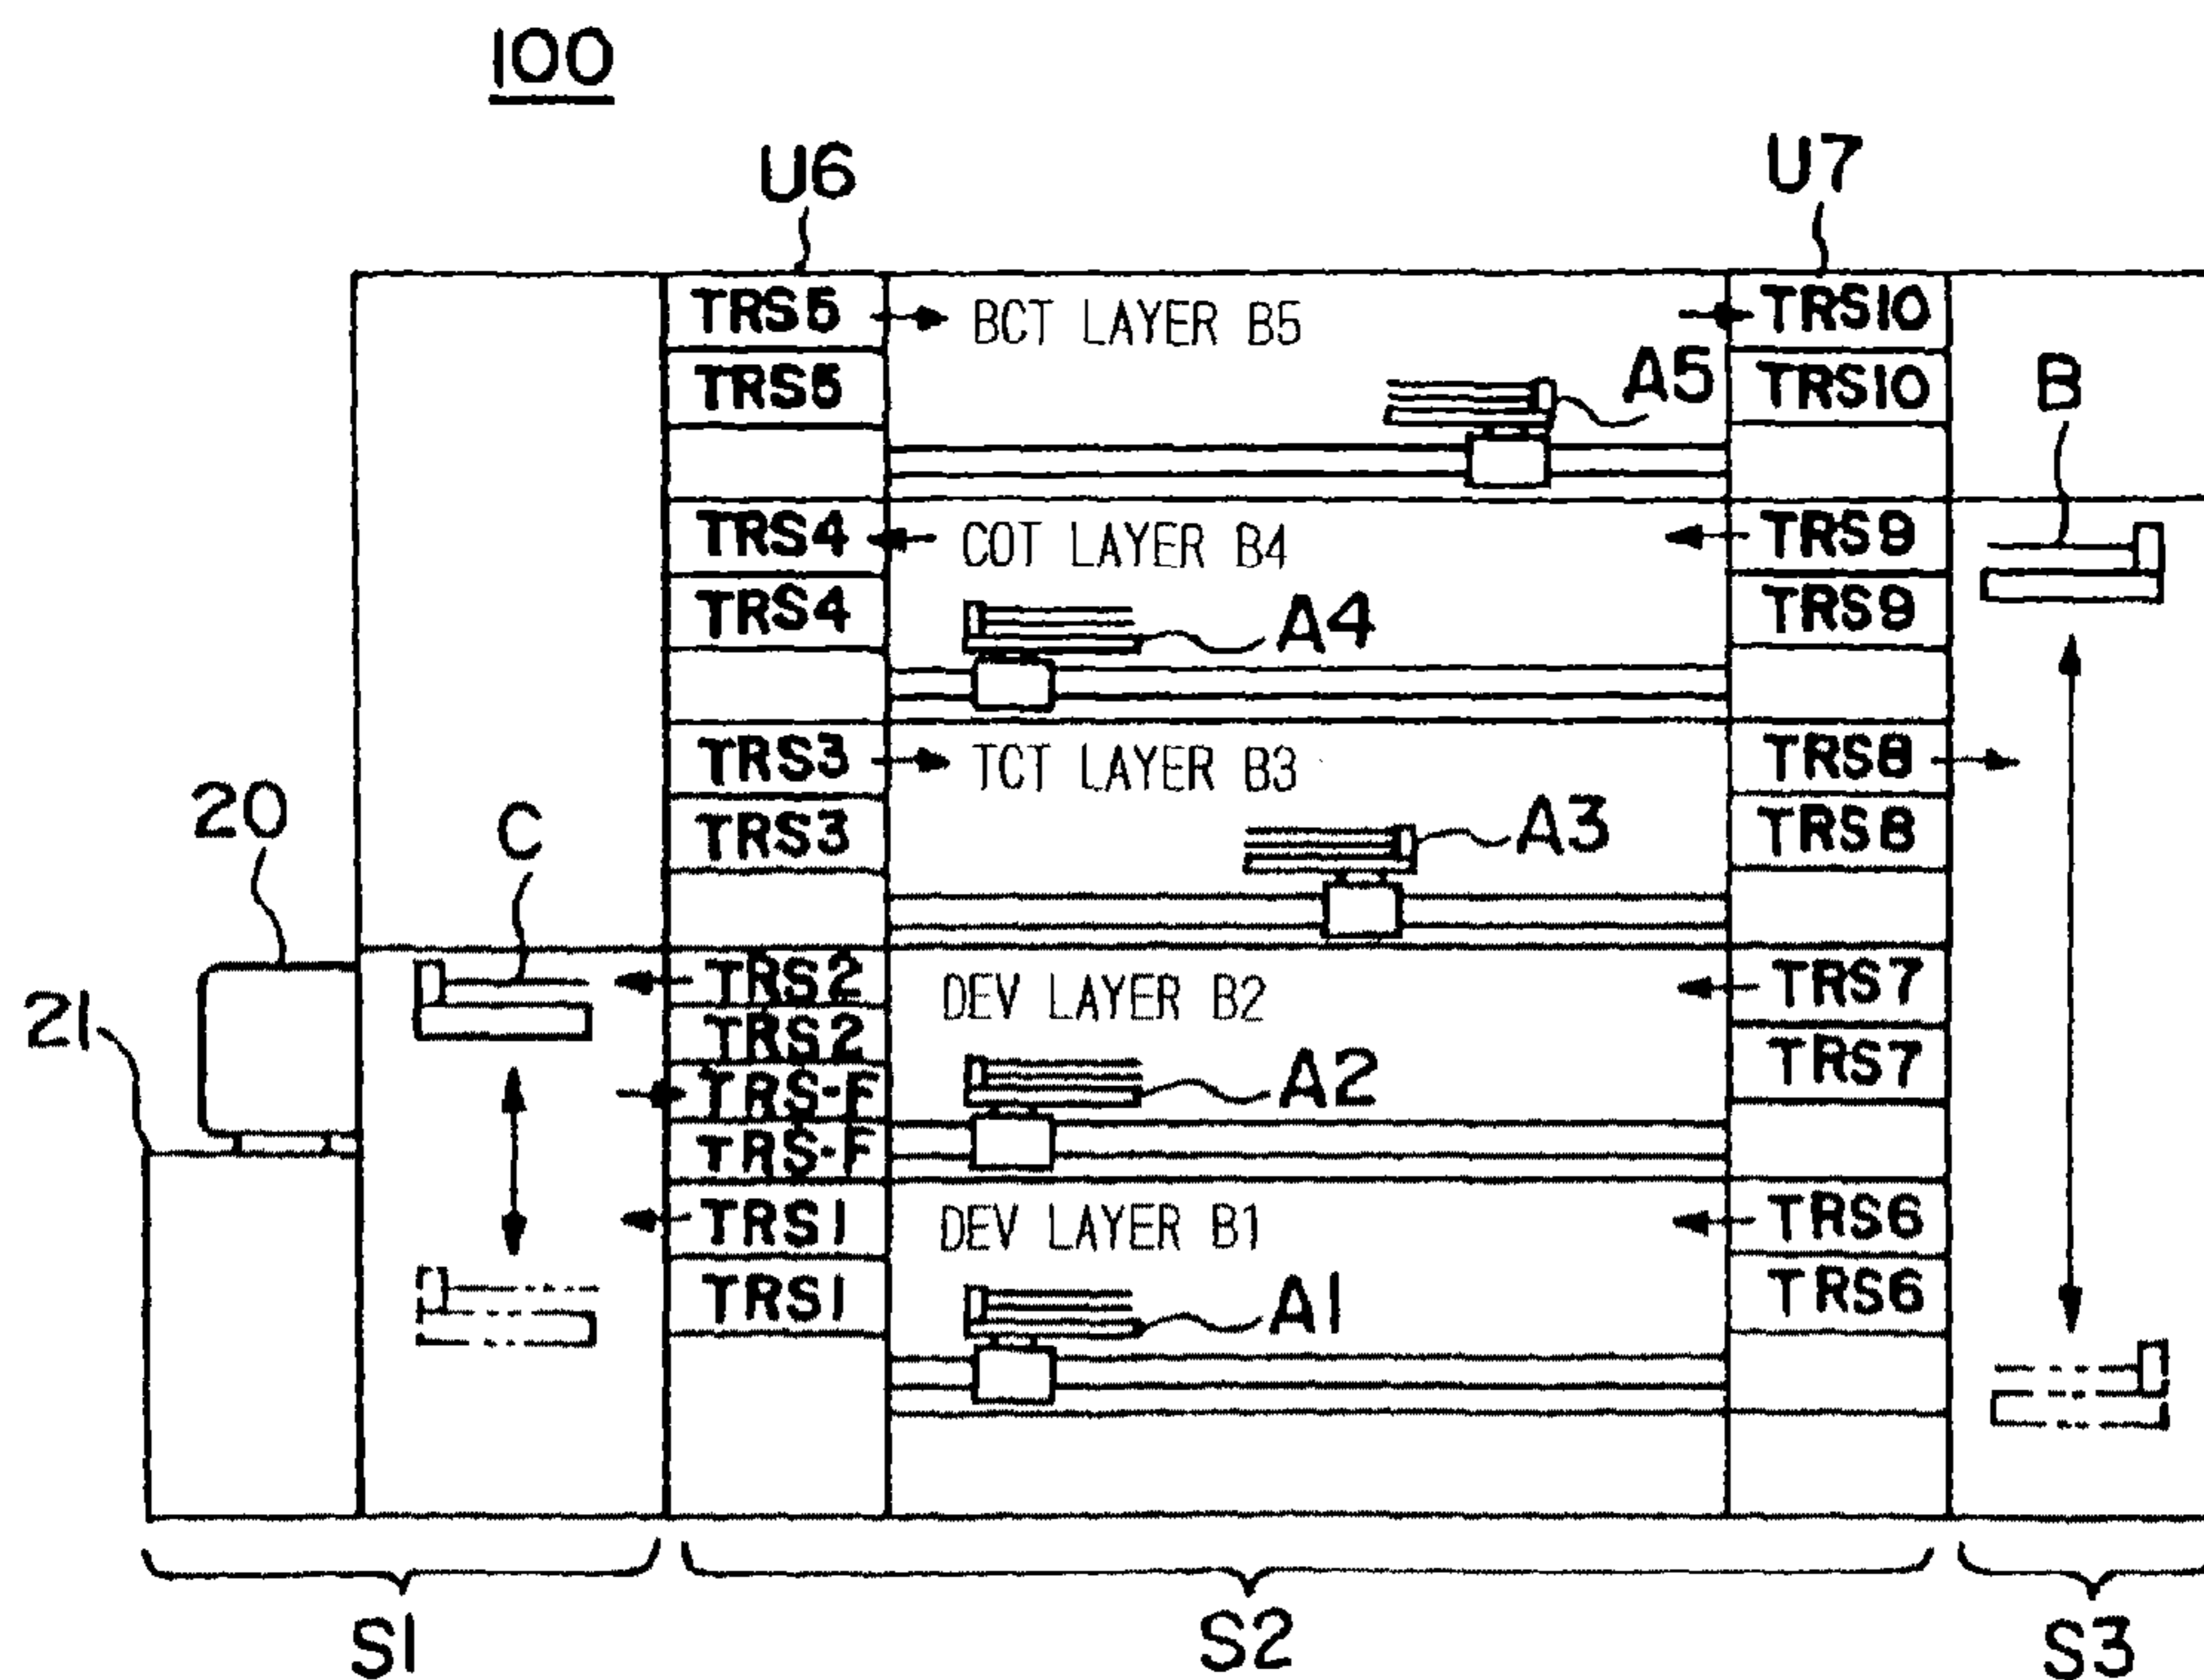 100
U6
U7
TRS5
BCT LAYER B5
TRS10
TRS5
A5
TRS10
B
TRS4
COT LAYER B4
TRS9
TRS4
A4
TRS9
TRS3
TCT LAYER B3
TRS8
20
C
TRS3
A3
TRS8
TRS2
DEV LAYER B2
TRS7
21
TRS2
TRS7
TRS-F
A2
TRS-F
TRS1
DEV LAYER B1
TRS6
TRS1
A1
TRS6
S1
S2
S3